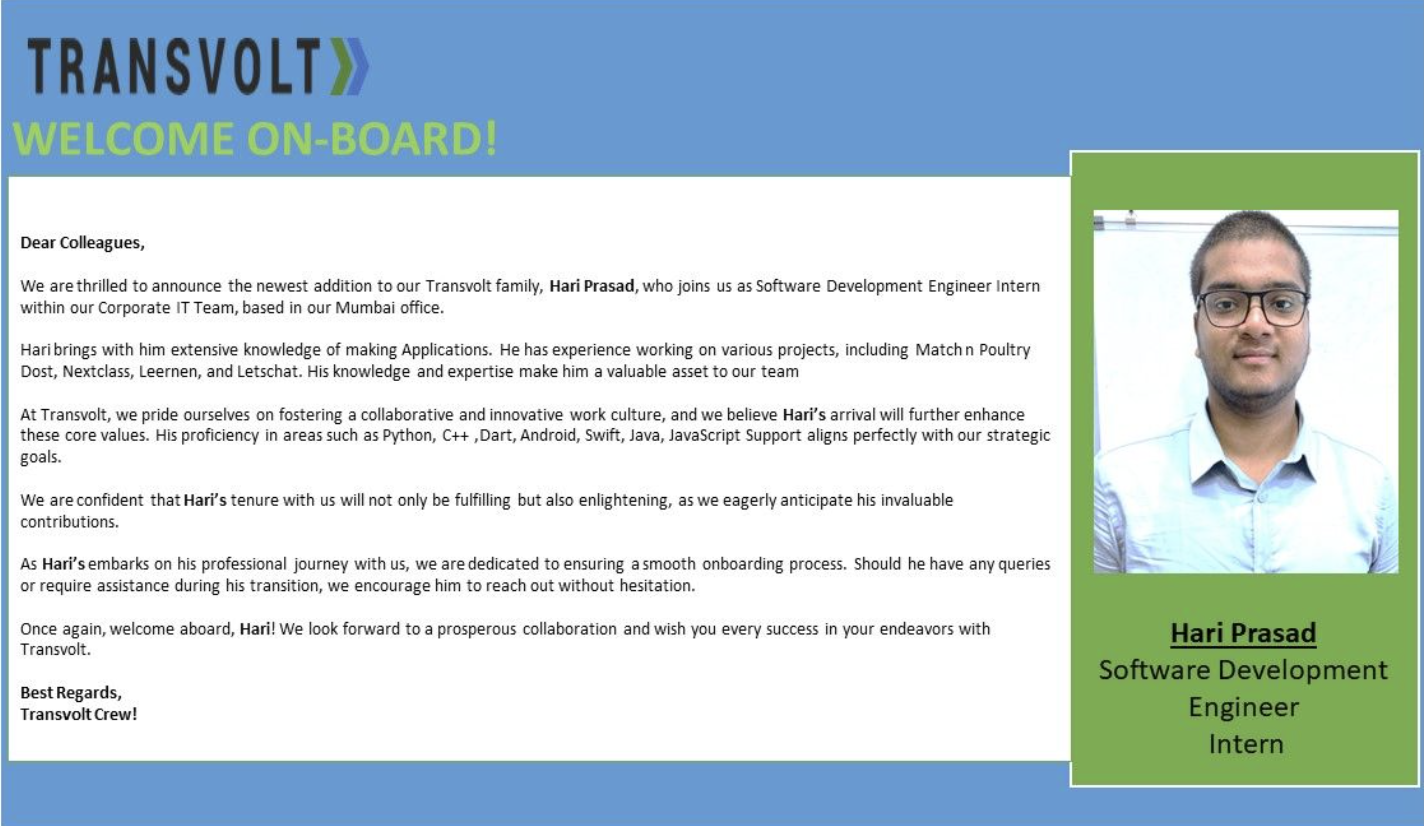 TRANSVOLT
WELCOME ON-BOARD!
Dear Colleagues,
We are thrilled to announce the newest addition to our Transvolt family, Hari Prasad, who joins us as Software Development Engineer Intern
within our Corporate IT Team, based in our Mumbai office.
Hari brings with him extensive knowledge of making Applications. He has experience working on various projects, including Match n Poultry
Dost, Nextclass, Leernen, and Letschat. His knowledge and expertise make him a valuable asset to our team
At Transvolt, we pride ourselves on fostering a collaborative and innovative work culture, and we believe Hari’s arrival will further enhance
these core values. His proficiency in areas such as Python, C++ ,Dart, Android, Swift, Java, JavaScript Support aligns perfectly with our strategic
goals.
We are confident that Hari’s tenure with us will not only be fulfilling but also enlightening, as we eagerly anticipate his invaluable
contributions.
As Hari’s embarks on his professional journey with us, we are dedicated to ensuring a smooth onboarding process. Should he have any queries
or require assistance during his transition, we encourage him to reach out without hesitation.
Once again, welcome aboard, Hari! We look forward to a prosperous collaboration and wish you every success in your endeavors with
Transvolt.
Best Regards,
Transvolt Crew!
Hari Prasad
Software Development
Engineer
Intern